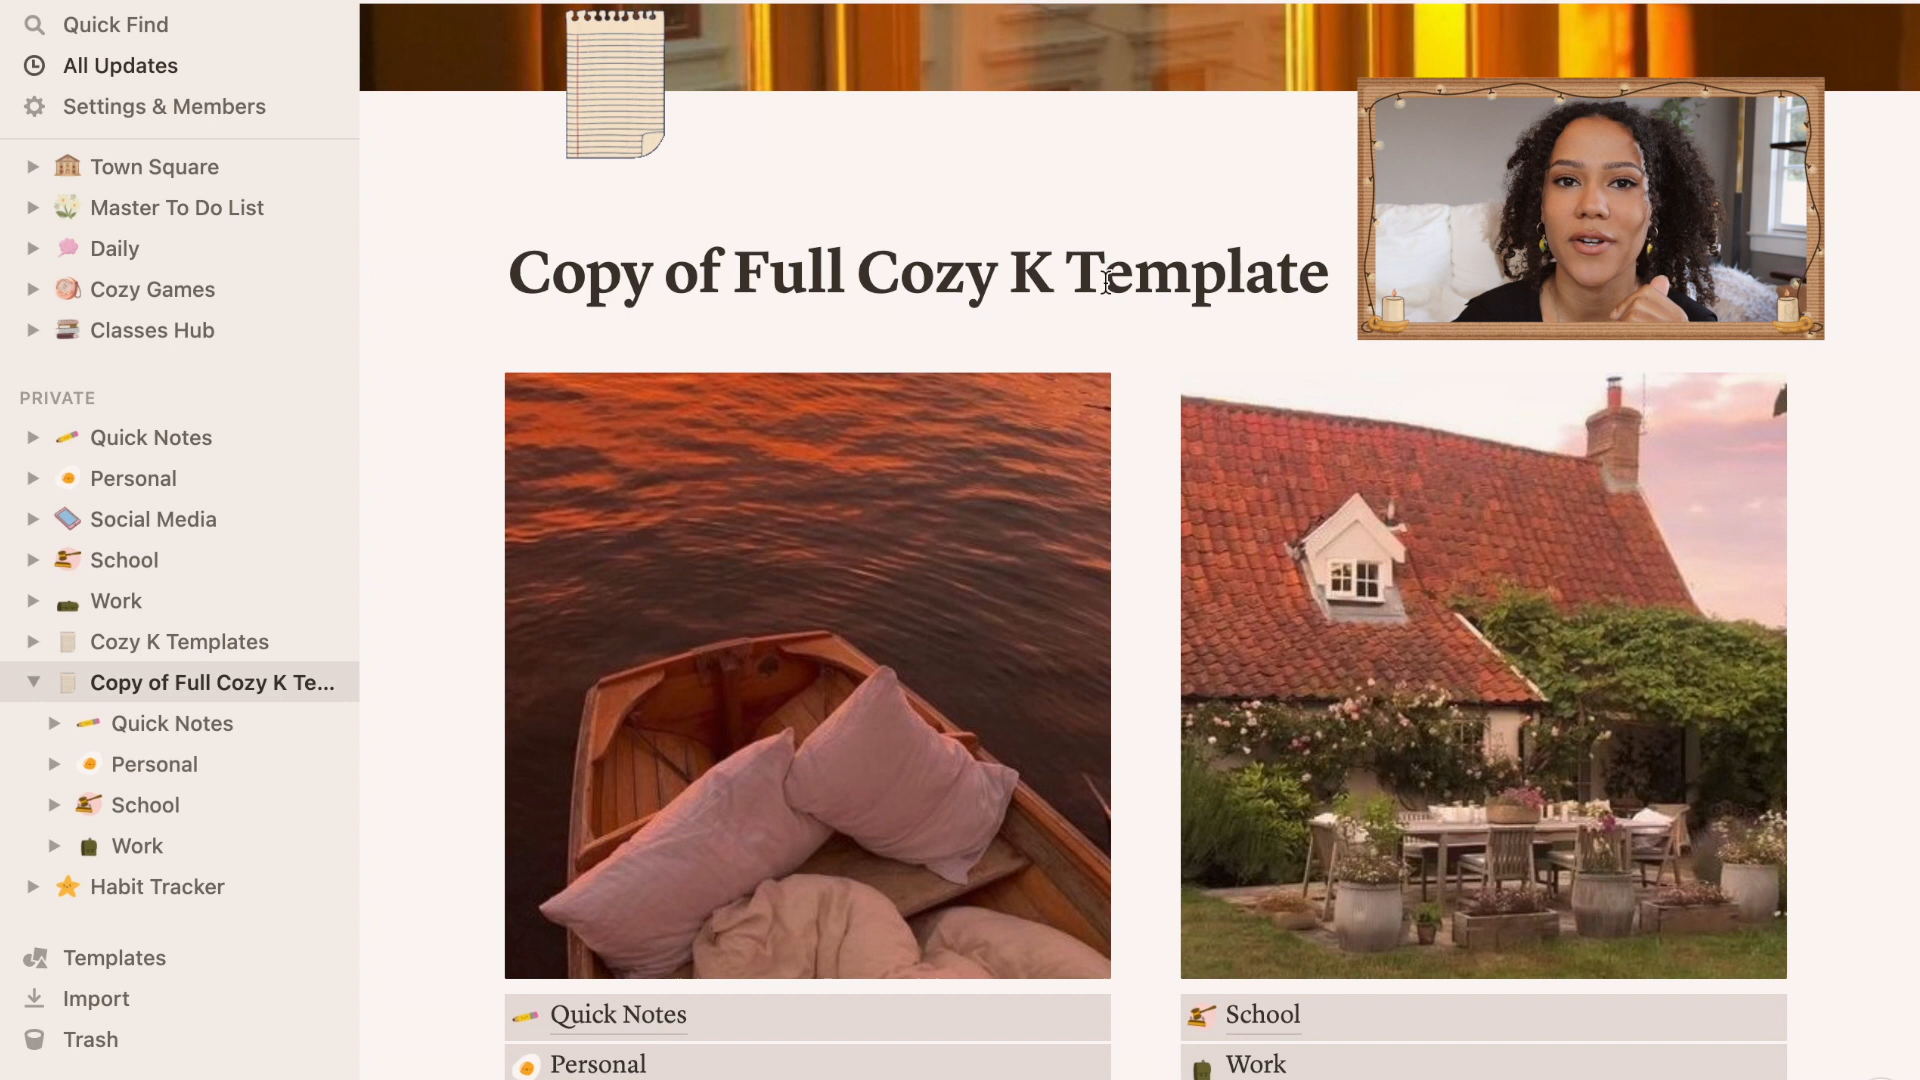 Quick Find
All Updates
Settings & Members
Town Square
Master To Do List
Daily
Cozy Games
Classes Hub
PRIVATE
Quick Notes
Personal
Social Media
School
Work
Cozy K Templates
Copy of Full Cozy K Te...
Quick Notes
Personal
School
Work
Habit Tracker
Templates
Import
Trash
Copy of Full Cozy K Template
Quick Notes
Personal
School
Work